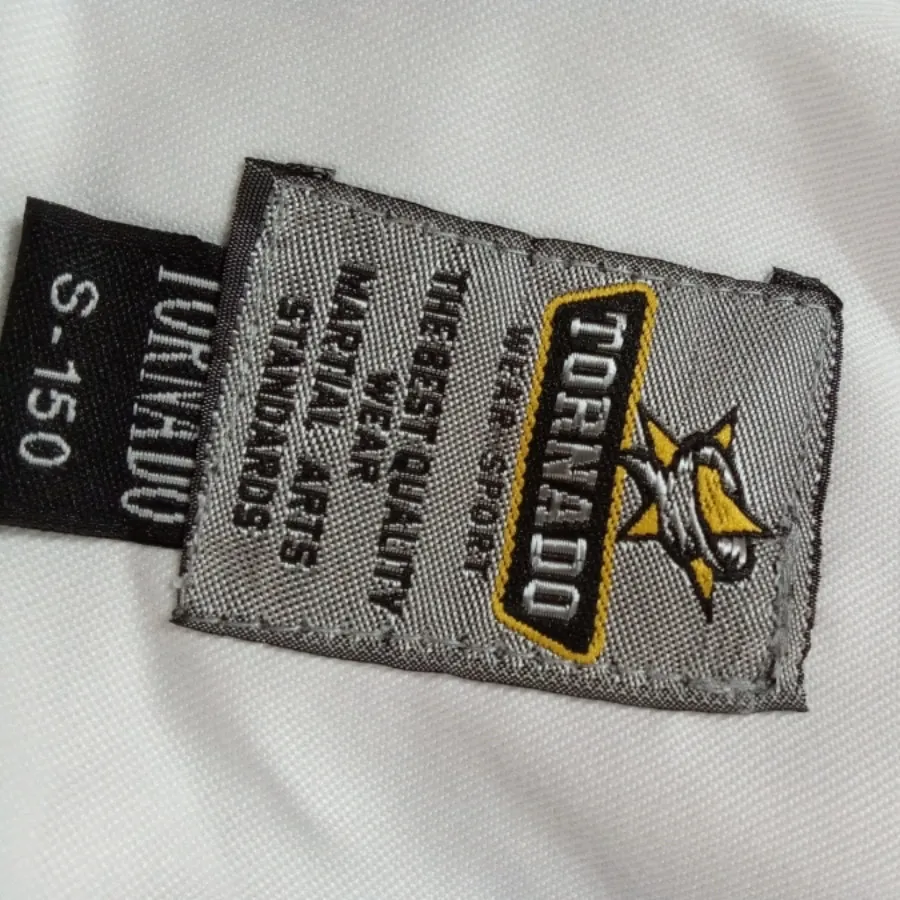 TORNADO
WEAR SPORT
THE BEST QUALITY
WEAR
MARTIAL ARTS
STANDARDS
TORNADO
S-150